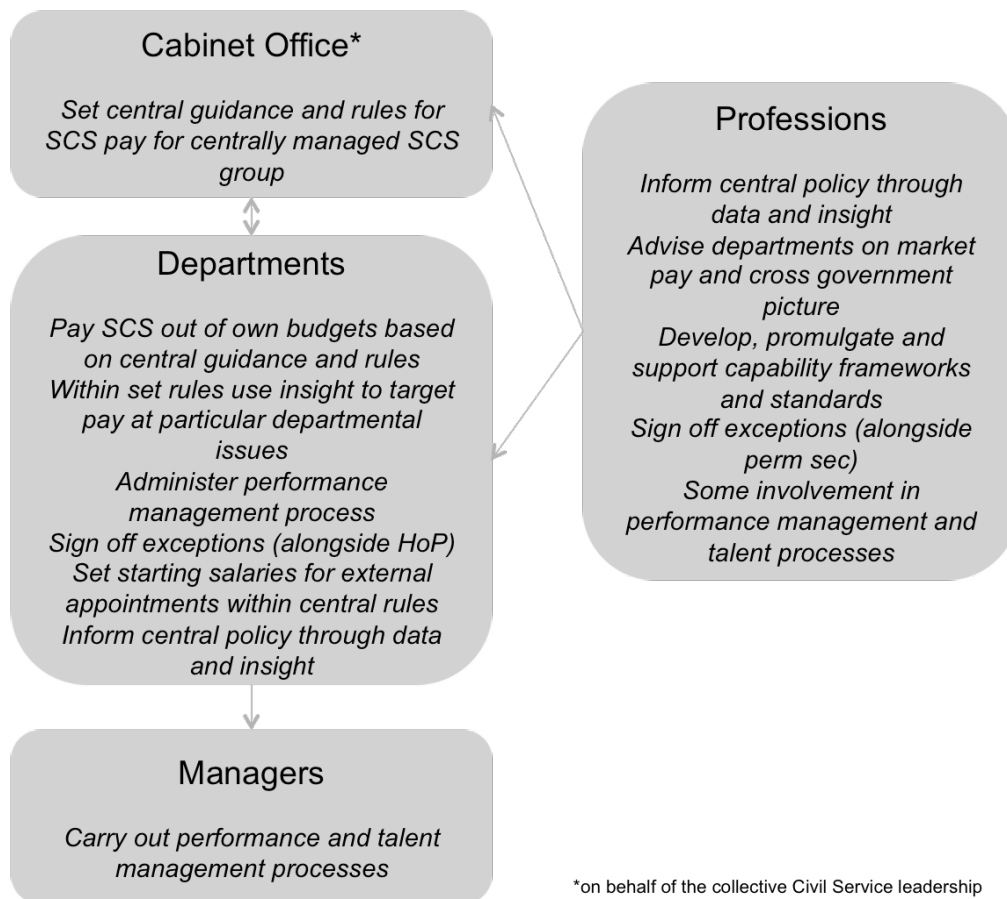 Cabinet Office*
Set central guidance and rules for
SCS pay for centrally managed SCS
group
Departments
Pay SCS out of own budgets based
on central guidance and rules
Within set rules use insight to target
pay at particular departmental
issues
Administer performance
management process
Sign off exceptions (alongside HoP)
Set starting salaries for external
appointments within central rules
Inform central policy through data
and insight
Managers
Carry out performance and talent
management processes
Professions
Inform central policy through
data and insight
Advise departments on market
pay and cross government
picture
Develop, promulgate and
support capability frameworks
and standards
Sign off exceptions (alongside
perm sec)
Some involvement in
performance management and
talent processes
*on behalf of the collective Civil Service leadership